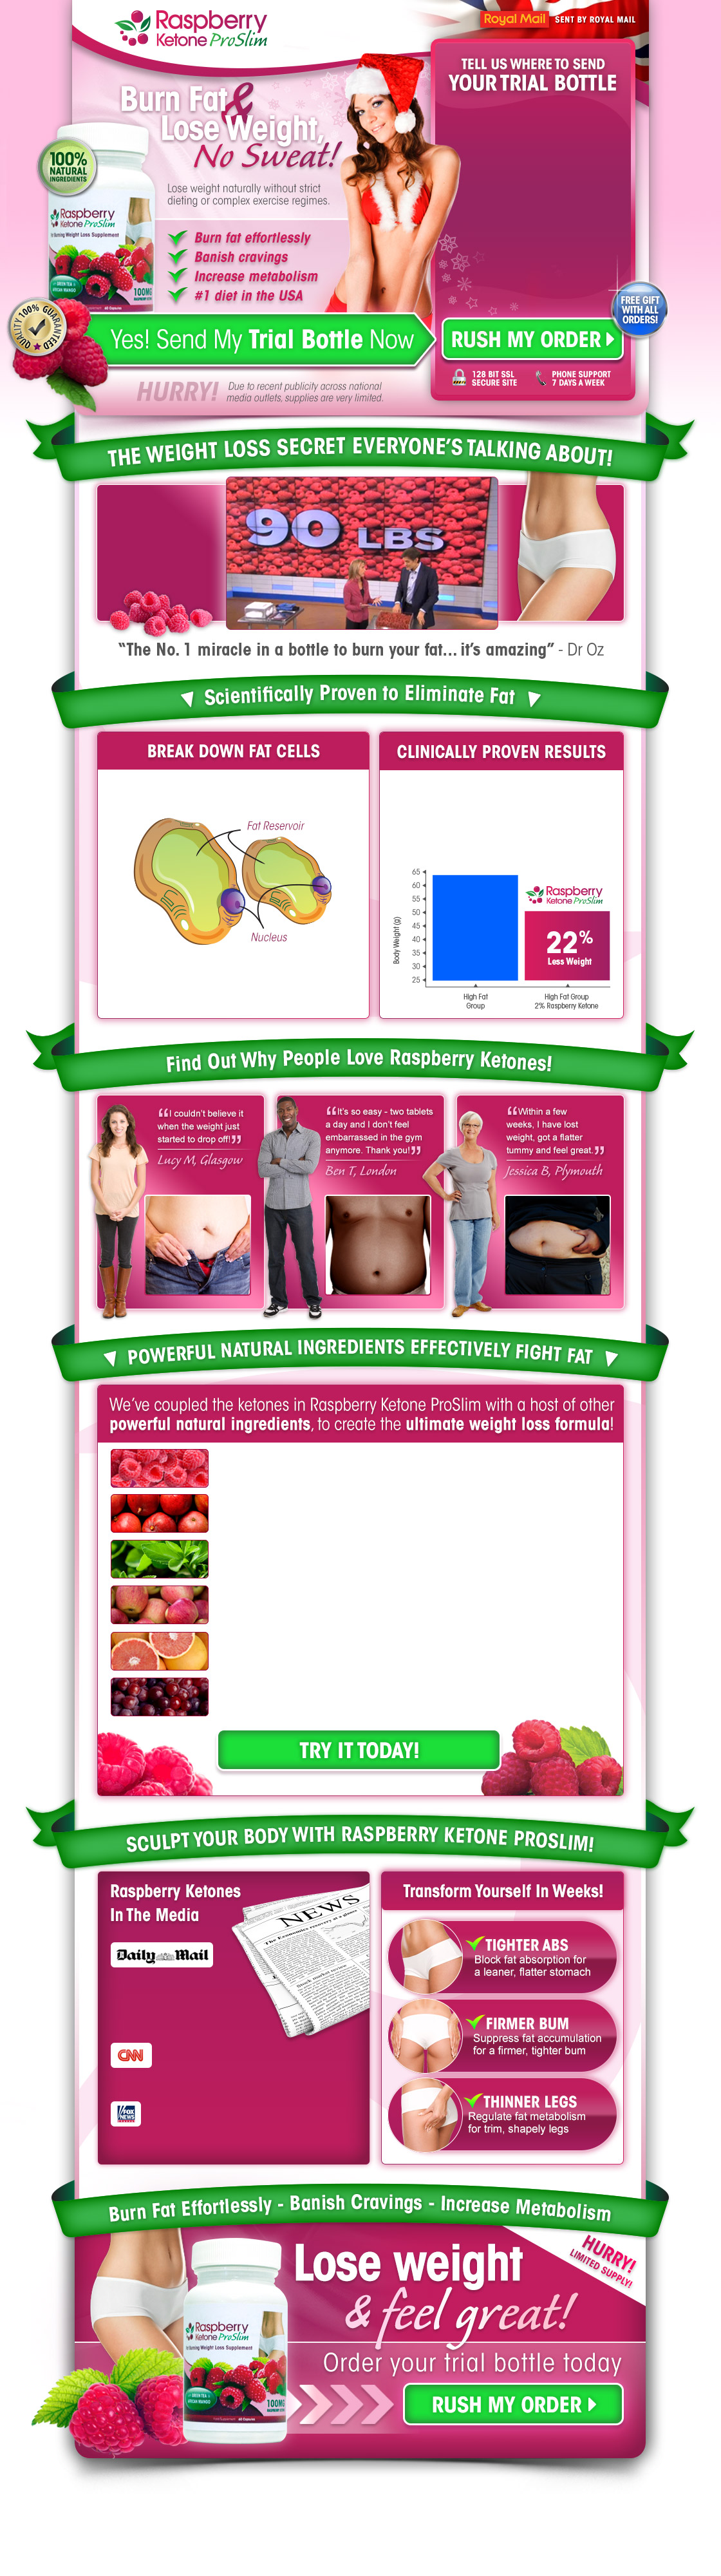 Raspberry
Ketone ProSlim
Royal Mail
SENT BY ROYAL MAIL
TELL US WHERE TO SEND
YOUR TRIAL BOTTLE
Burn Fat &
Lose Weight,
No Sweat!
100%
NATURAL
INGREDIENTS
Lose weight naturally without strict
dieting or complex exercise regimes.
Raspberry
Ketone ProSlim
Burn fat effortlessly
Banish cravings
Increase metabolism
#1 diet in the USA
GREEN TEA
AFRICAN MANGO
100MG
QUALITY 100% GUARANTEED
FREE GIFT
WITH ALL
ORDERS!
Yes! Send My Trial Bottle Now
RUSH MY ORDER
128 BIT SSL
SECURE SITE
PHONE SUPPORT
7 DAYS A WEEK
HURRY!
Due to recent publicity across national
media outlets, supplies are very limited.
THE WEIGHT LOSS SECRET EVERYONE'S TALKING ABOUT!
90 LBS
"The No. 1 miracle in a bottle to burn your fat... it's amazing" - Dr Oz
Scientifically Proven to Eliminate Fat
BREAK DOWN FAT CELLS
Fat Reservoir
Nucleus
CLINICALLY PROVEN RESULTS
65
60
55
50
45
40
35
30
25
Body Weight (g)
Raspberry
Ketone ProSlim
22%
Less Weight
High Fat
Group
High Fat Group
2% Raspberry Ketone
Find Out Why People Love Raspberry Ketones!
"I couldn't believe it
when the weight just
started to drop off!"
Lucy M, Glasgow
"It's so easy - two tablets
a day and I don't feel
embarrassed in the gym
anymore. Thank you!"
Ben T, London
"Within a few
weeks, I have lost
weight, got a flatter
tummy and feel great."
Jessica B, Plymouth
POWERFUL NATURAL INGREDIENTS EFFECTIVELY FIGHT FAT
We've coupled the ketones in Raspberry Ketone ProSlim with a host of other
powerful natural ingredients, to create the ultimate weight loss formula!
TRY IT TODAY!
SCULPT YOUR BODY WITH RASPBERRY KETONE PROSLIM!
Raspberry Ketones
In The Media
NEWS
Daily Mail
CNN
FOX
NEWS
Transform Yourself In Weeks!
TIGHTER ABS
Block fat absorption for
a leaner, flatter stomach
FIRMER BUM
Suppress fat accumulation
for a firmer, tighter bum
THINNER LEGS
Regulate fat metabolism
for trim, shapely legs
Burn Fat Effortlessly - Banish Cravings - Increase Metabolism
HURRY!
LIMITED SUPPLY!
Lose weight
& feel great!
Raspberry
Ketone ProSlim
GREEN TEA
AFRICAN MANGO
100MG
Order your trial bottle today
RUSH MY ORDER